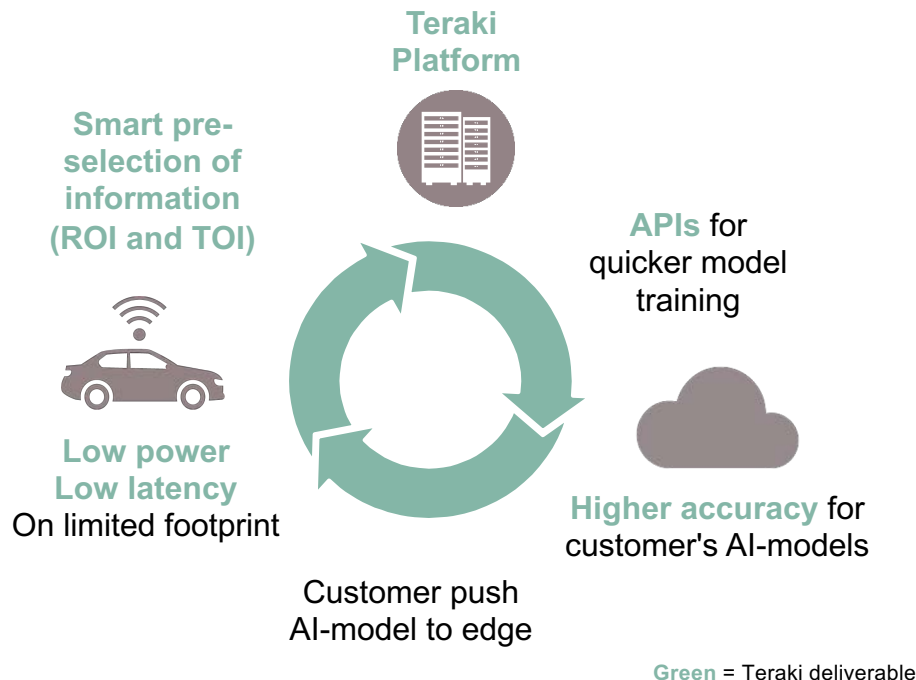 Teraki
Platform
Smart pre-
selection of
information
(ROI and TOI)
APIs for
quicker model
training
Low power
Low latency
On limited footprint
Higher accuracy for
customer's AI-models
Customer push
AI-model to edge
Green = Teraki deliverable